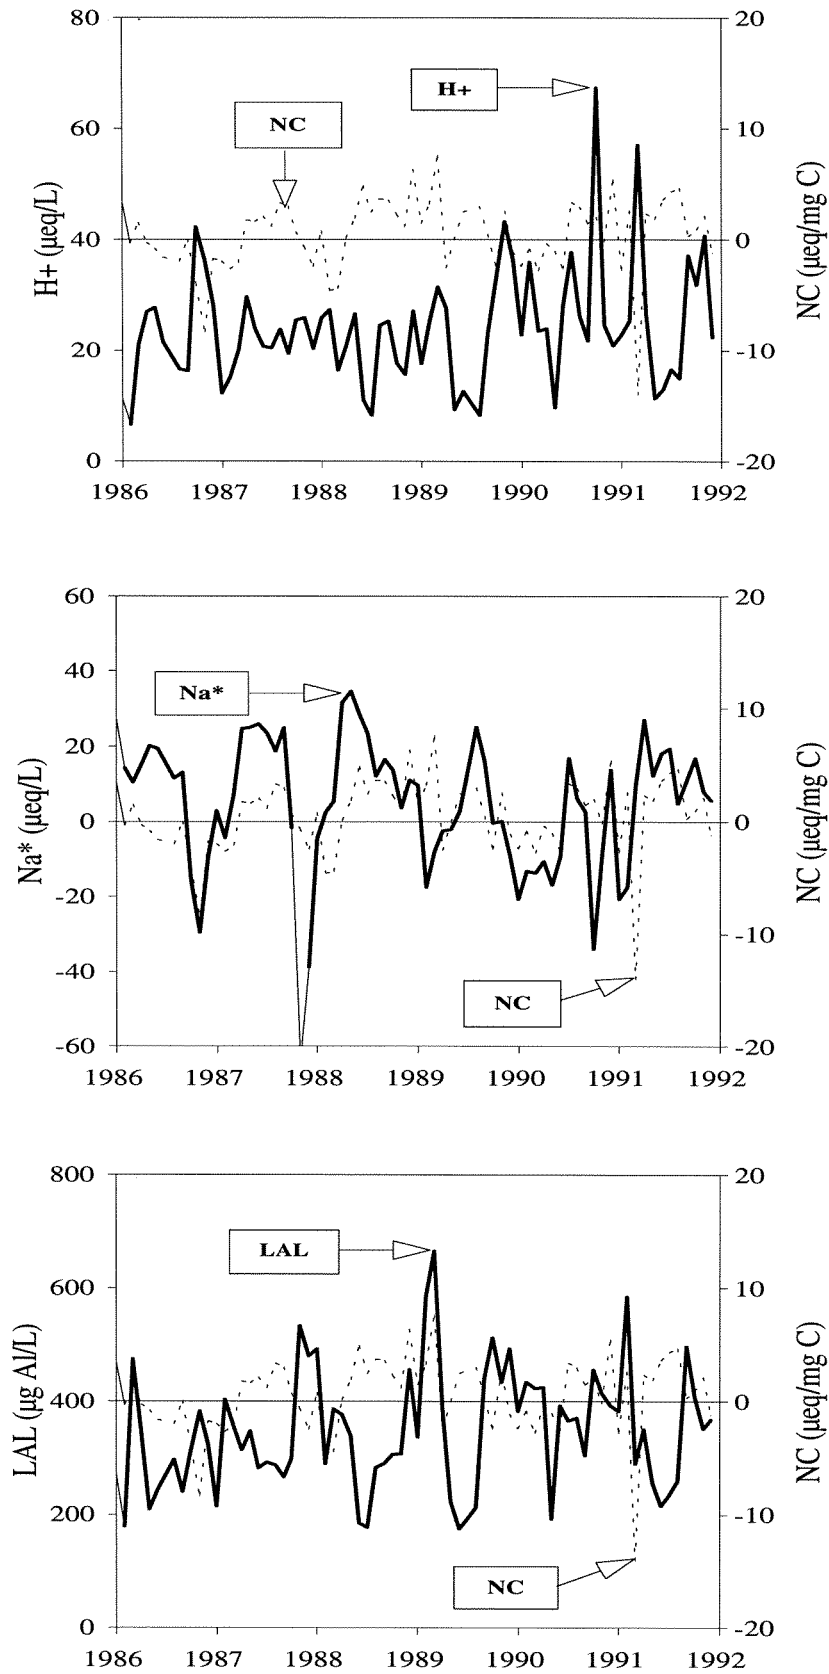 80
60
40
20
0
H+ (μeq/L)
20
10
0
-10
-20
NC (μeq/mg C)
NC
H+
1986 1987 1988 1989 1990 1991 1992
60
40
20
0
-20
-40
-60
Na* (μeq/L)
20
10
0
-10
-20
NC (μeq/mg C)
Na*
NC
1986 1987 1988 1989 1990 1991 1992
800
600
400
200
0
LAL (μg Al/L)
20
10
0
-10
-20
NC (μeq/mg C)
LAL
NC
1986 1987 1988 1989 1990 1991 1992